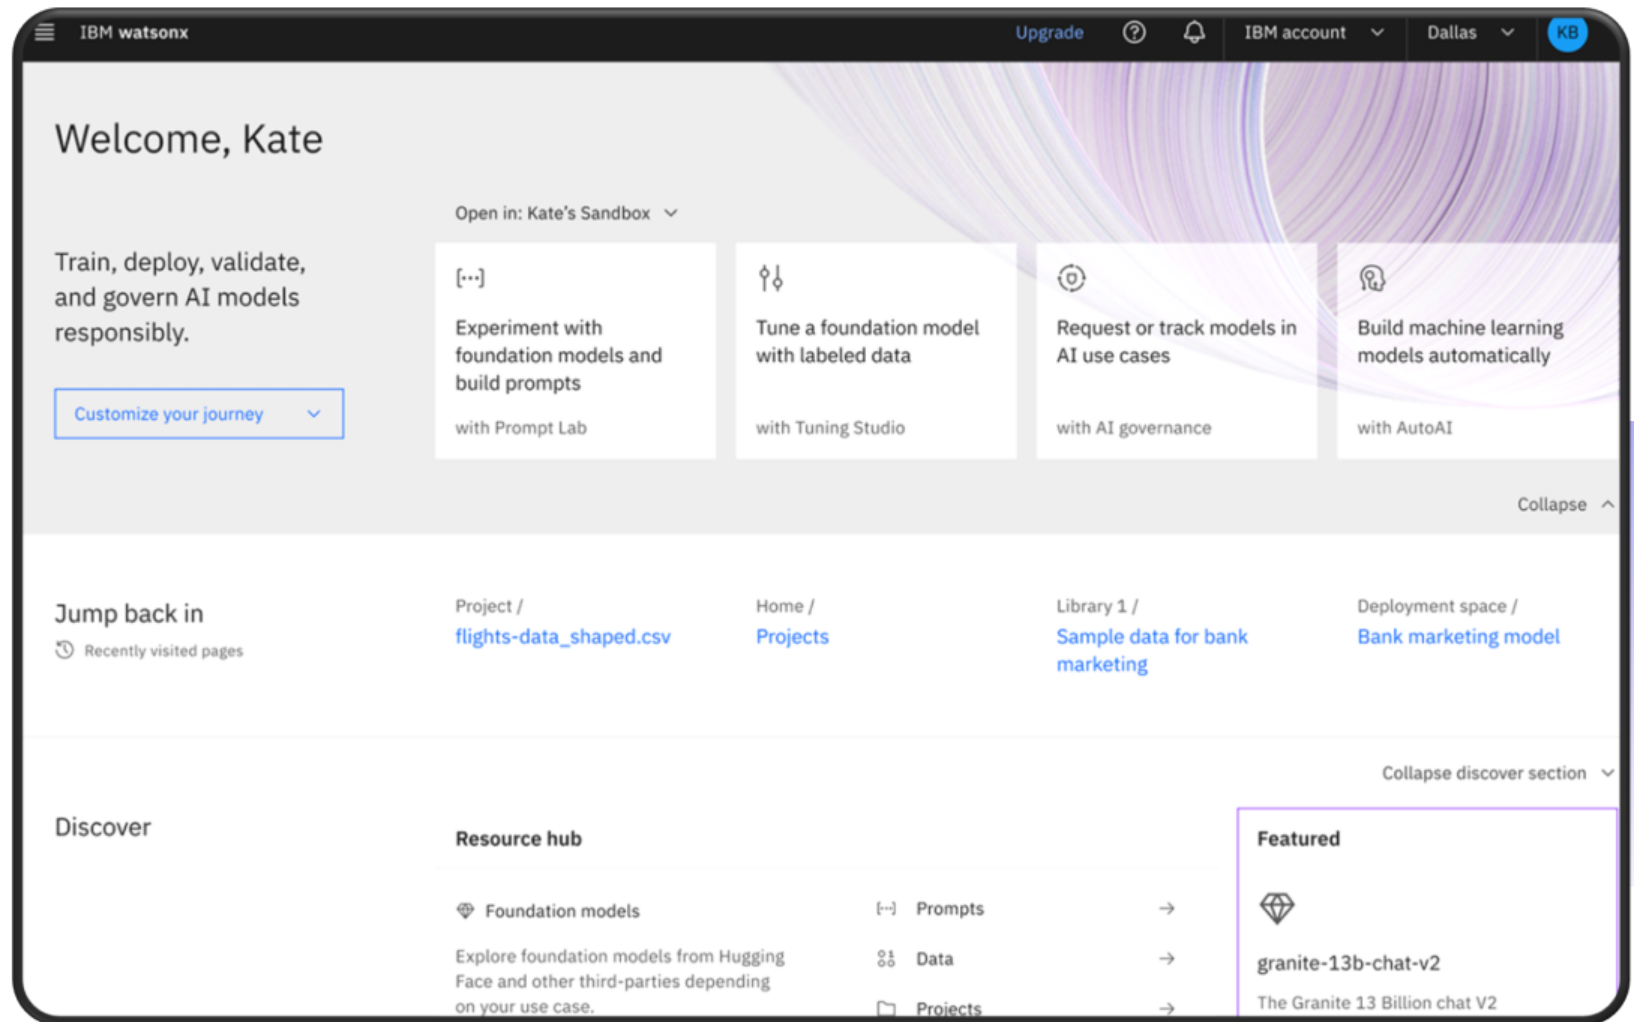 IBM watsonx
Upgrade
IBM account
Dallas
KB
Welcome, Kate
Train, deploy, validate,
and govern AI models
responsibly.
Customize your journey
Open in: Kate's Sandbox
Experiment with
foundation models and
build prompts
with Prompt Lab
Tune a foundation model
with labeled data
with Tuning Studio
Request or track models in
AI use cases
with AI governance
Build machine learning
models automatically
with AutoAI
Collapse
Jump back in
Recently visited pages
Project /
flights-data_shaped.csv
Home /
Projects
Library 1 /
Sample data for bank
marketing
Deployment space /
Bank marketing model
Collapse discover section
Discover
Resource hub
Foundation models
Explore foundation models from Hugging
Face and other third-parties depending
on your use case.
Prompts
Data
Projects
Featured
granite-13b-chat-v2
The Granite 13 Billion chat V2